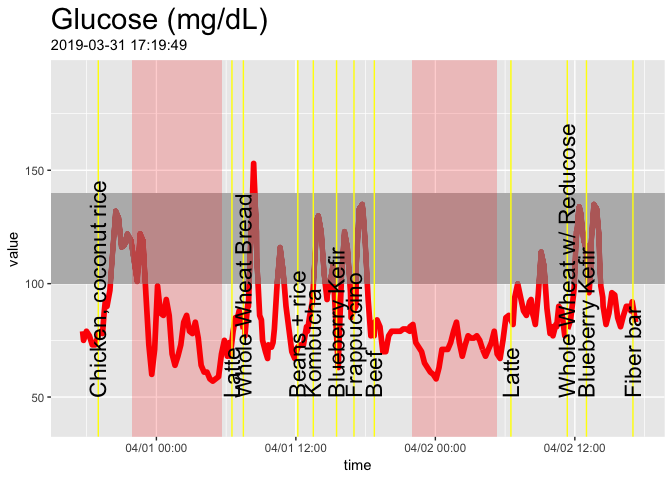 Glucose (mg/dL)
2019-03-31 17:19:49
value
150
100
50
Chicken, coconut rice
Latte
Whole Wheat Bread
Beans + rice
Kombucha
Blueberry Kefir
Frappuccino
Beef
Latte
Whole Wheat w/ Reducose
Blueberry Kefir
Fiber bar
04/01 00:00
04/01 12:00
04/02 00:00
04/02 12:00
time